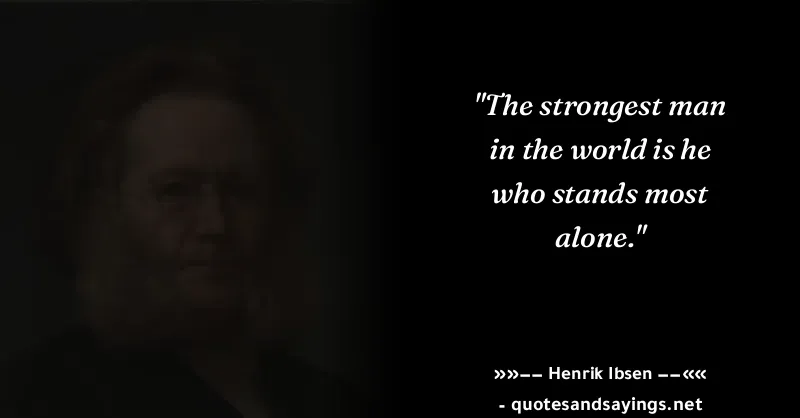 "The strongest man
in the world is he
who stands most
alone."
»»−− Henrik Ibsen −−««
- quotesandsayings.net